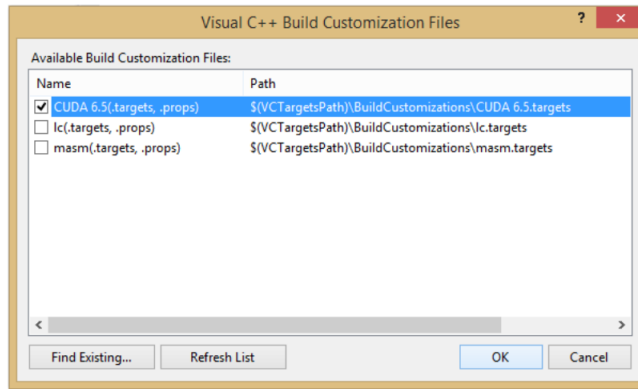 Visual C++ Build Customization Files
? ×
Available Build Customization Files:
Name Path
CUDA 6.5(.targets, .props) $(VCTargetsPath)\BuildCustomizations\CUDA 6.5.targets
lc(.targets, .props) $(VCTargetsPath)\BuildCustomizations\lc.targets
masm(.targets, .props) $(VCTargetsPath)\BuildCustomizations\masm.targets
Find Existing... Refresh List OK Cancel